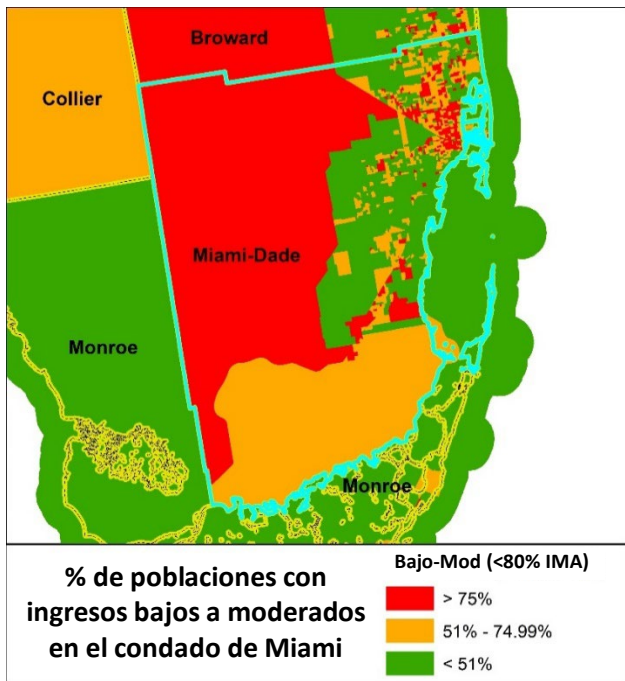 Broward
Collier
Miami-Dade
Monroe
Monroe
% de poblaciones con
ingresos bajos a moderados
en el condado de Miami
Bajo-Mod (<80% IMA)
> 75%
51% - 74.99%
< 51%